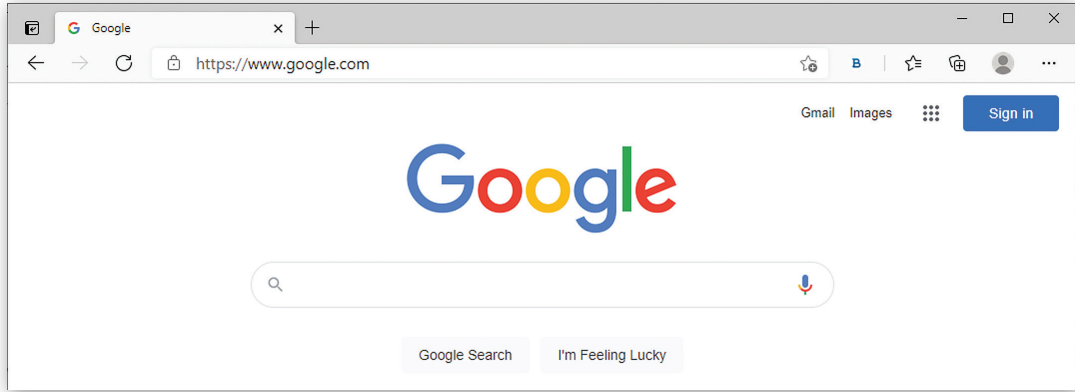 Google
https://www.google.com
B
Gmail Images Sign in
Google
Google Search I'm Feeling Lucky